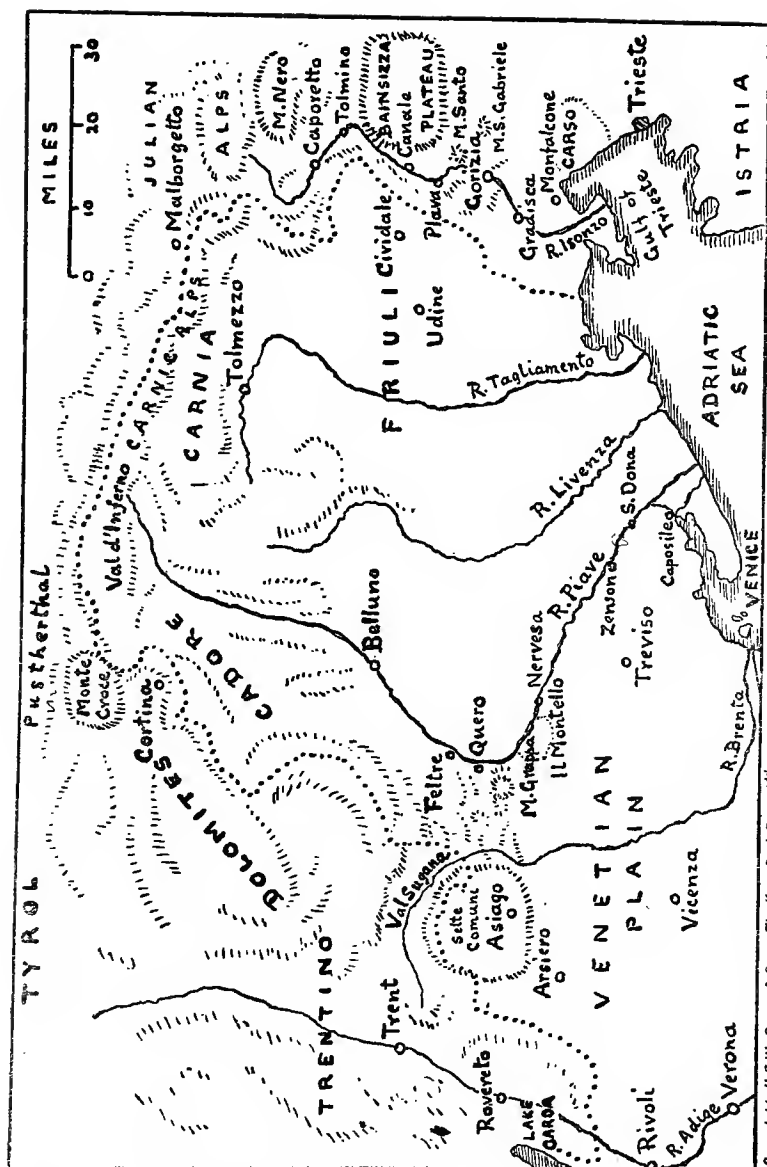 TYROL
Pustherthal
MILES
0 10 20 30
Monte
Croce
Val d'Inferno
JULIAN
Malborgetto
ALPS
CARNIC ALPS
CARNIA
Cortina
DOLOMITES
CADORE
Tolmezzo
M. Nero
Caporetto
Tolmino
TRENTINO
Trent
Val Sugana
Belluno
FRIULI
Cividale
Udine
BAINSIZZA
Canale
PLATEAU
Plava
M. Santo
Gorizia
M.S. Gabriele
Feltre
Quero
Sette
Comuni
Asiago
Rovereto
LAKE
GARDA
Arsiero
M. Grappa
Il Montello
Nervesa
R. Piave
R. Livenza
R. Tagliamento
Gradisca
R. Isonzo
Monfalcone
CARSO
Gulf of
Trieste
Trieste
VENETIAN
PLAIN
Zenson
S. Dona
Treviso
Caposileo
Rivoli
R. Adige
Verona
Vicenza
R. Brenta
VENICE
ADRIATIC
SEA
ISTRIA